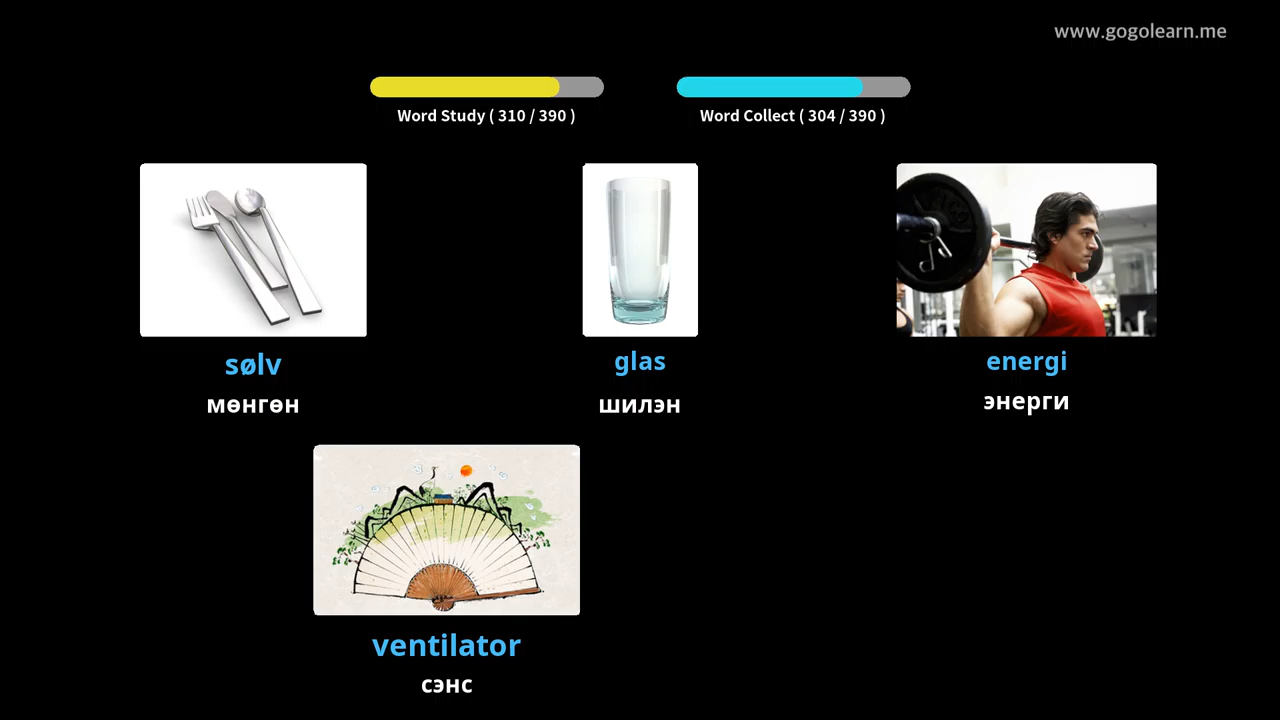 www.gogolearn.me
Word Study ( 310 / 390 )
Word Collect ( 304 / 390 )
sølv
мөнгөн
glas
шилэн
energi
энерги
ventilator
сэнс